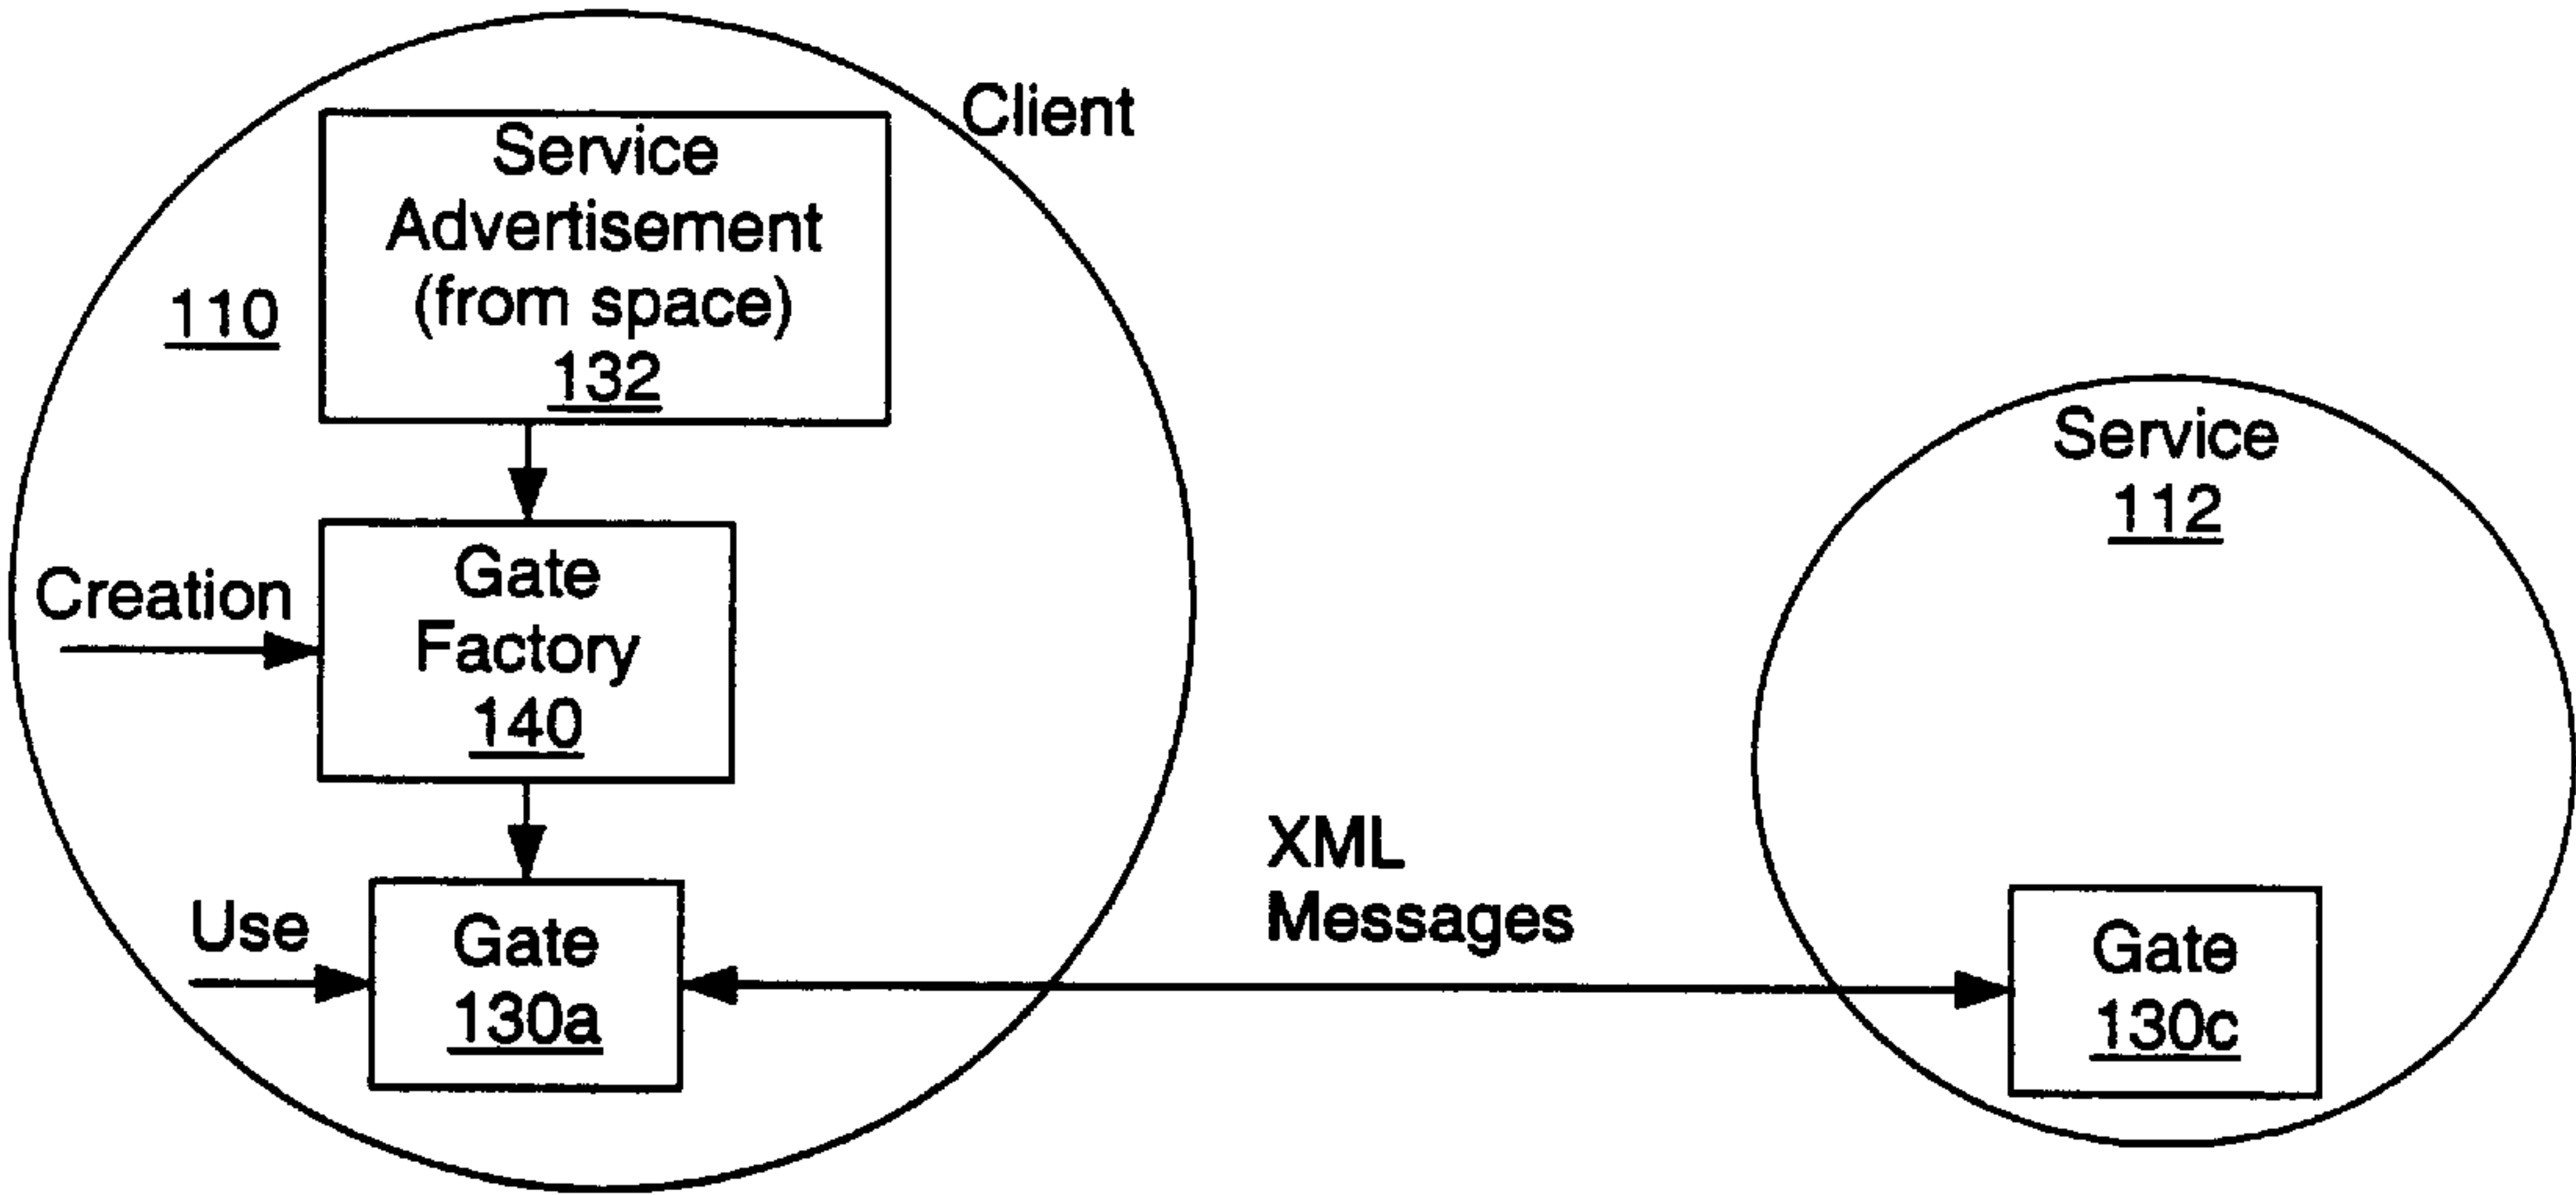 Client
Service
Advertisement
(from space)
132
110
Creation
Gate
Factory
140
Use
Gate
130a
XML
Messages
Service
112
Gate
130c